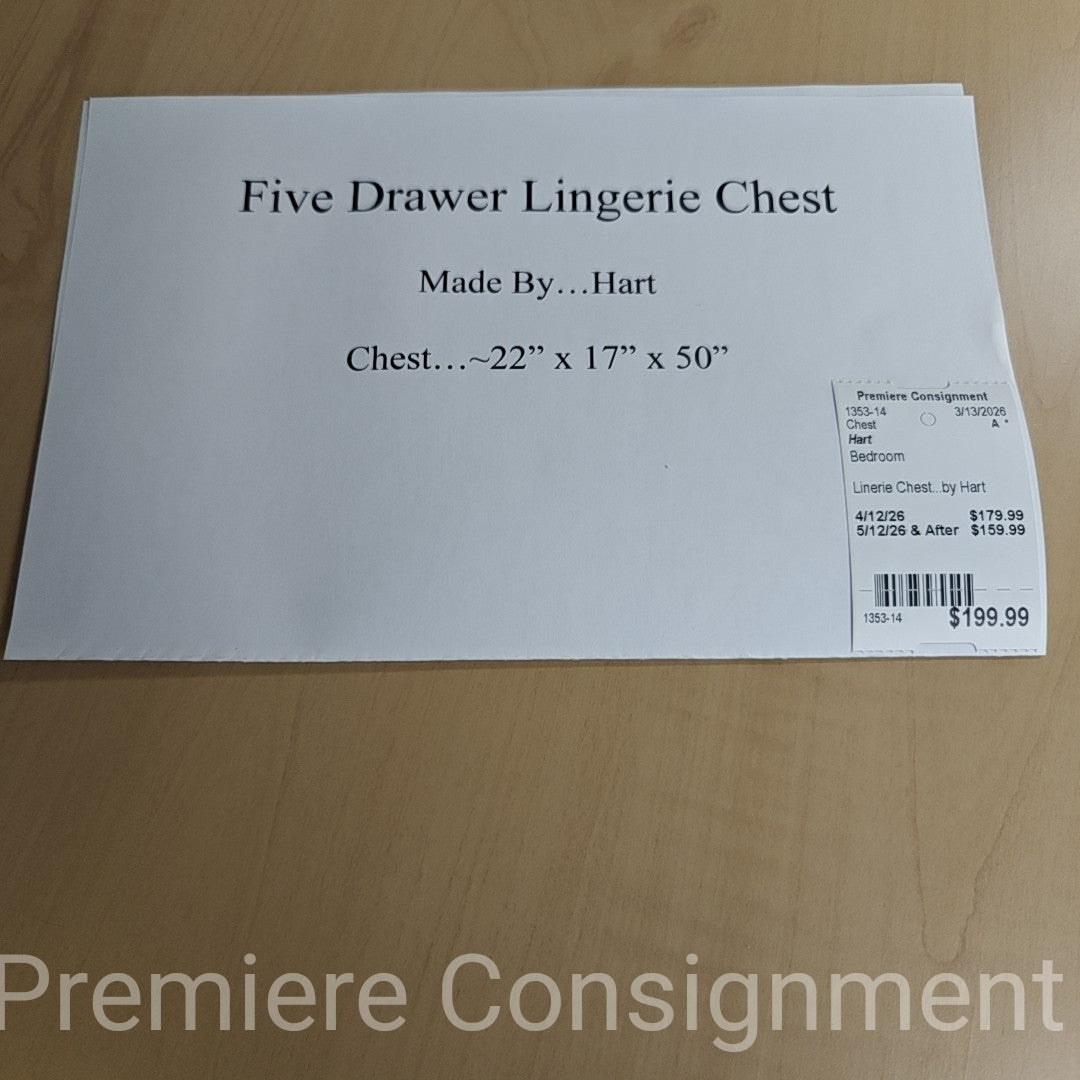 Five Drawer Lingerie Chest
Made By...Hart
Chest...~22” x 17” x 50”
Premiere Consignment
1353-14 3/13/2026
Chest A *
Hart
Bedroom
Linerie Chest...by Hart
4/12/26 $179.99
5/12/26 & After $159.99
1353-14 $199.99
Premiere Consignment